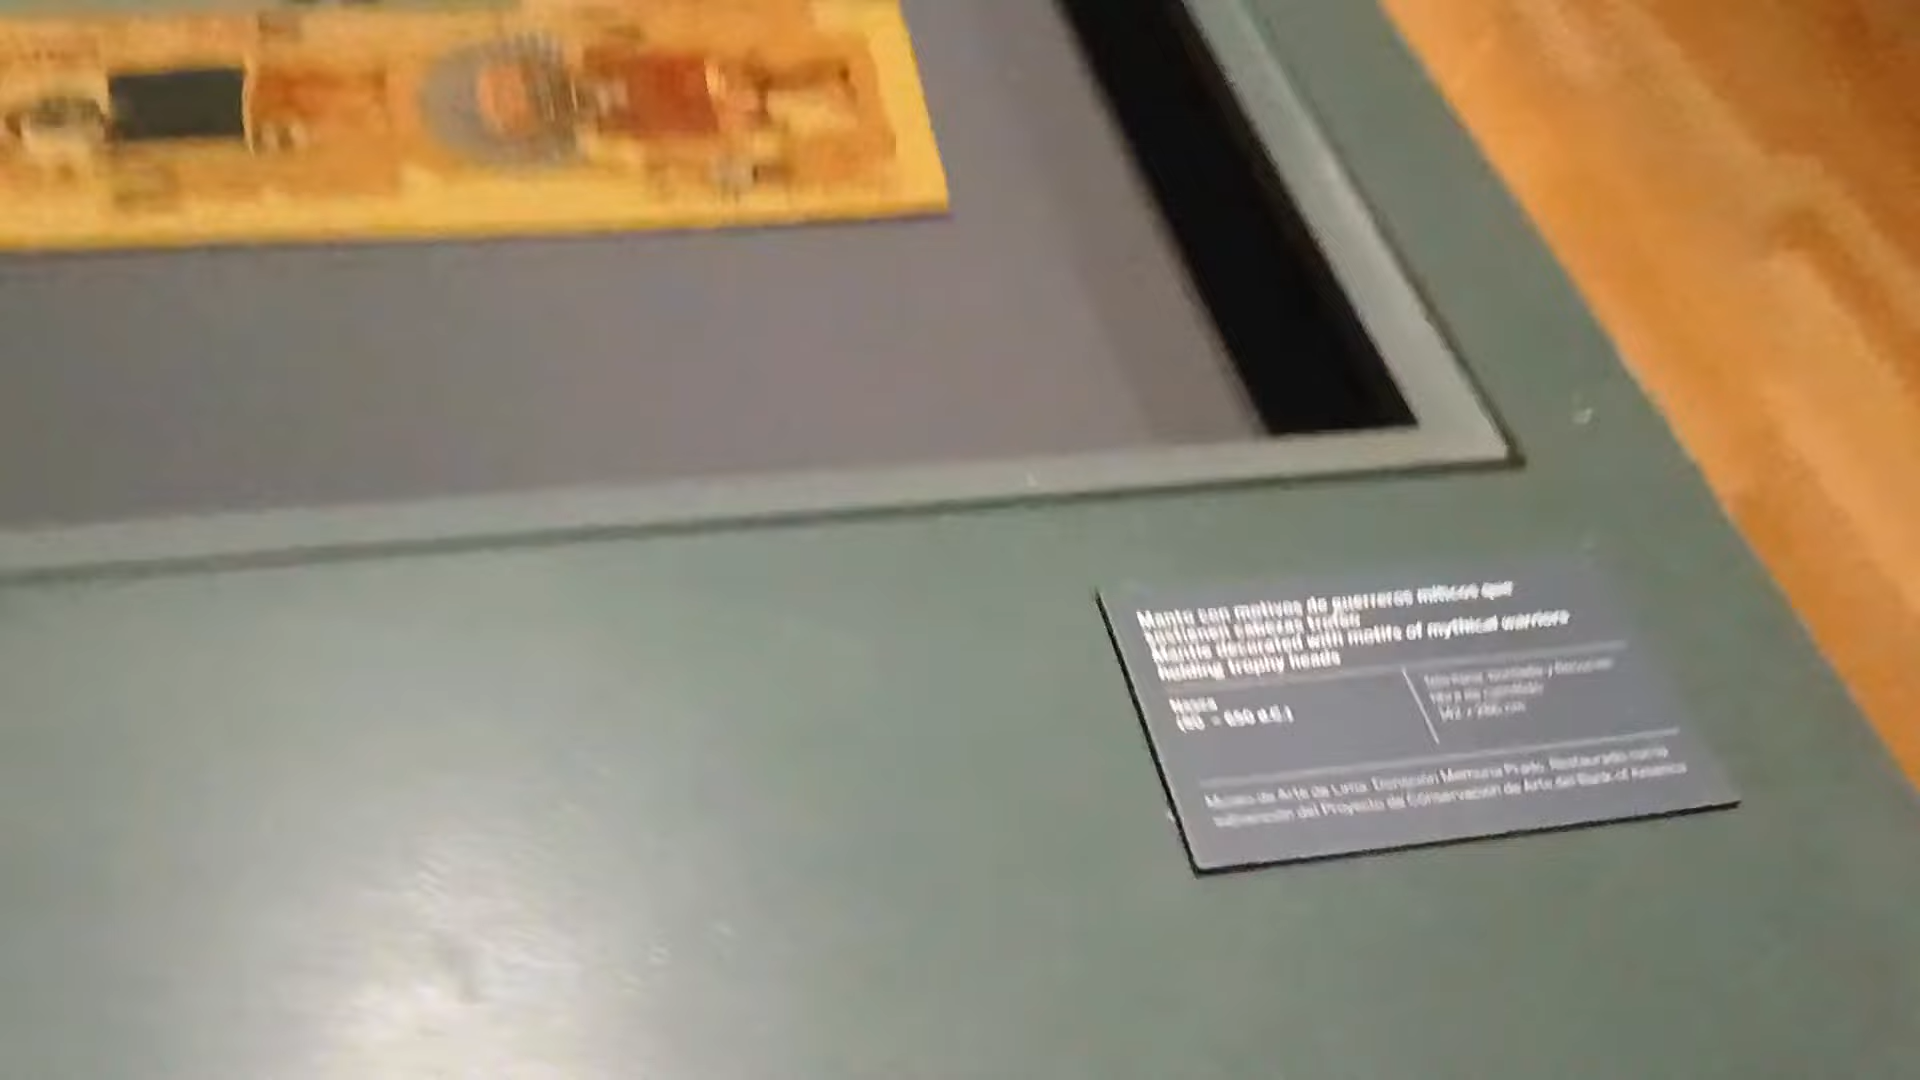 Manto con motivos de guerreros míticos que
sostienen cabezas trofeo
Mantle decorated with motifs of mythical warriors
holding trophy heads
Nasca
650 d.C.)
Museo de Arte de Lima. Donación Memoria Prado. Restaurado con la
subvención del Proyecto de Conservación de Arte del Bank of America